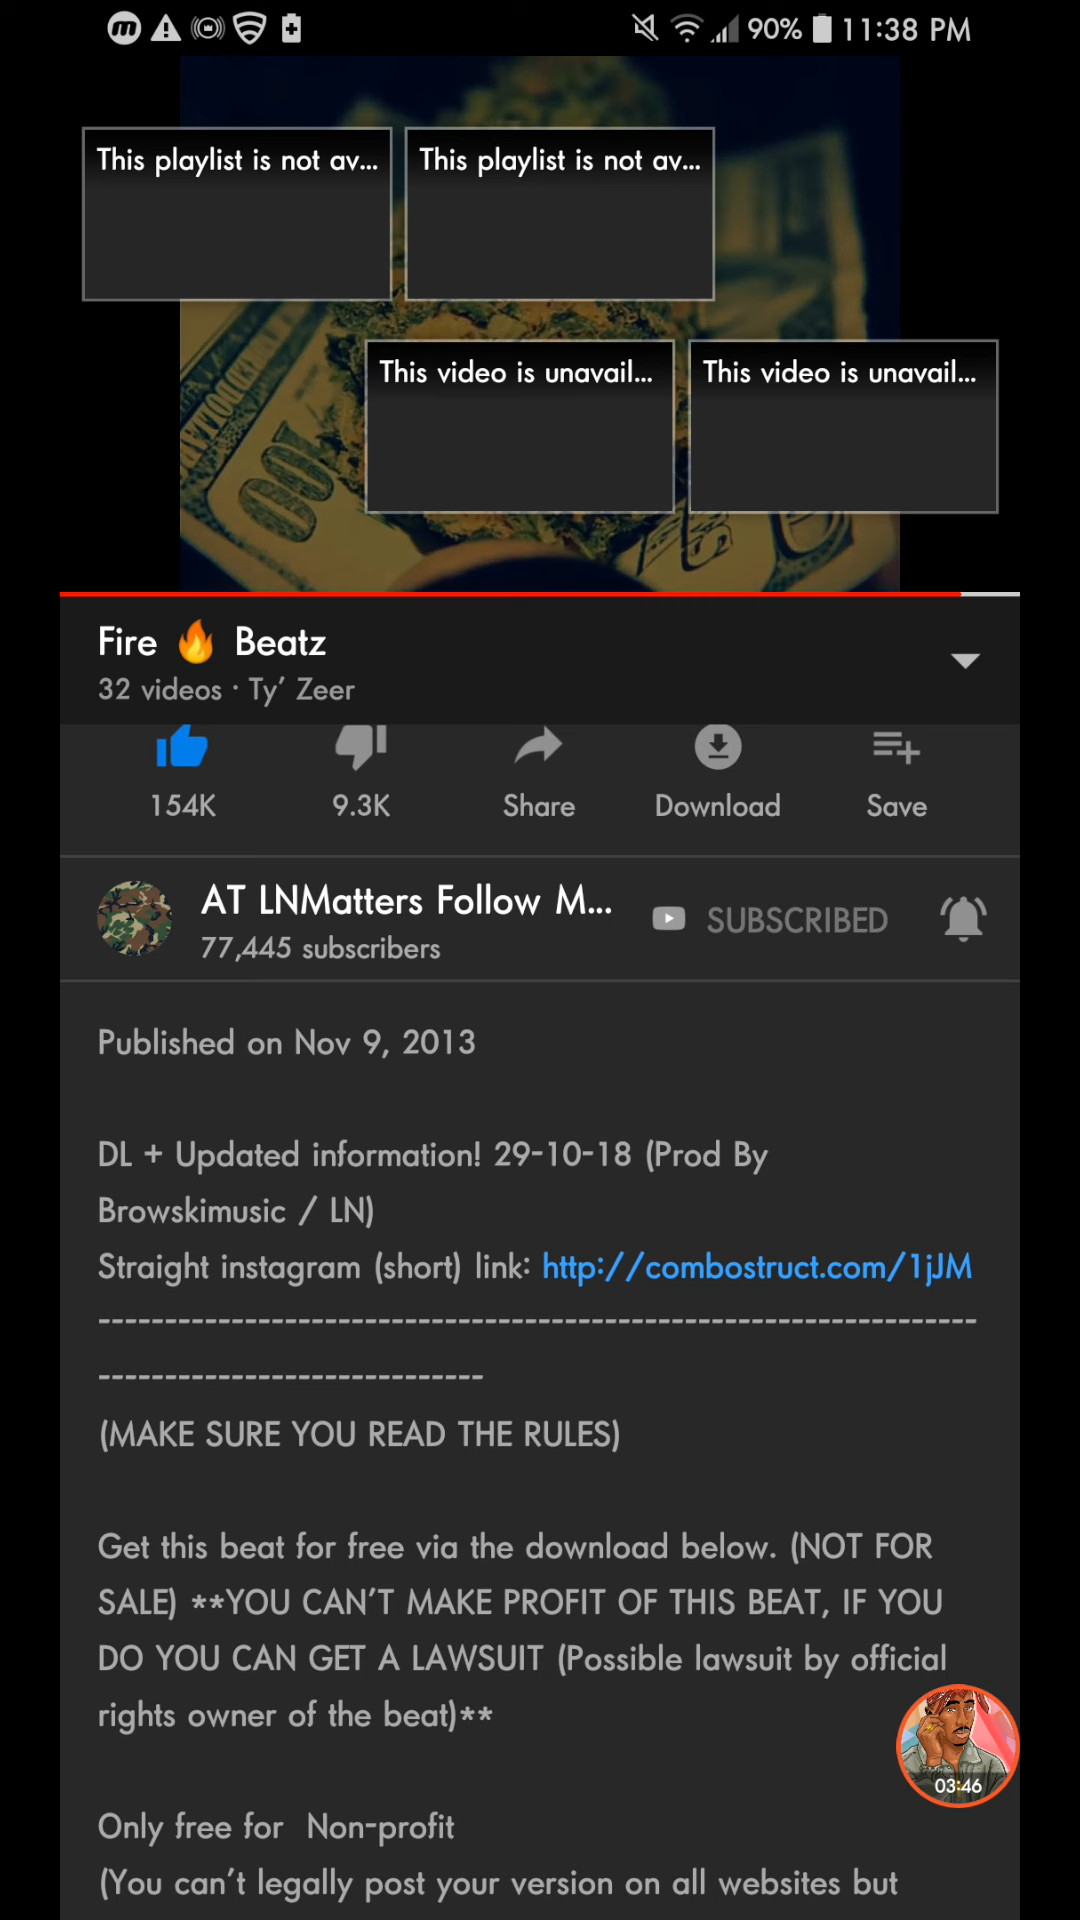 90% 11:38 PM
This playlist is not av... This playlist is not av...
This video is unavail... This video is unavail...
100
Fire 🔥 Beatz
32 videos · Ty' Zeer
154K 9.3K Share Download Save
AT LNMatters Follow M... SUBSCRIBED
77,445 subscribers
Published on Nov 9, 2013
DL + Updated information! 29-10-18 (Prod By
Browskimusic / LN)
Straight instagram (short) link: http://combostruct.com/1jJM
------------------------------------------------------------------
-----------------------------
(MAKE SURE YOU READ THE RULES)
Get this beat for free via the download below. (NOT FOR
SALE) **YOU CAN'T MAKE PROFIT OF THIS BEAT, IF YOU
DO YOU CAN GET A LAWSUIT (Possible lawsuit by official
rights owner of the beat)**
03:46
Only free for  Non-profit
(You can't legally post your version on all websites but